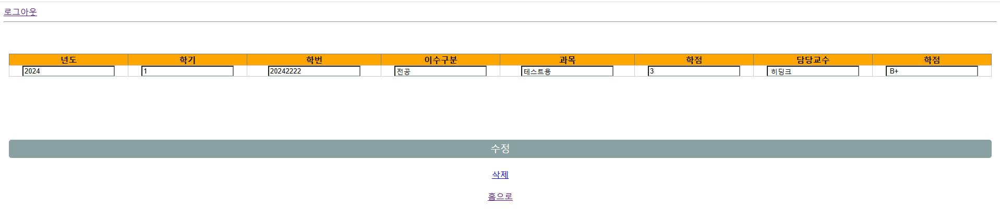 로그아웃
년도 학기 학번 이수구분 과목 학점 담당교수 학점
2024 1 20242222 전공 테스트용 3 히딩크 B+
수정
삭제
홈으로